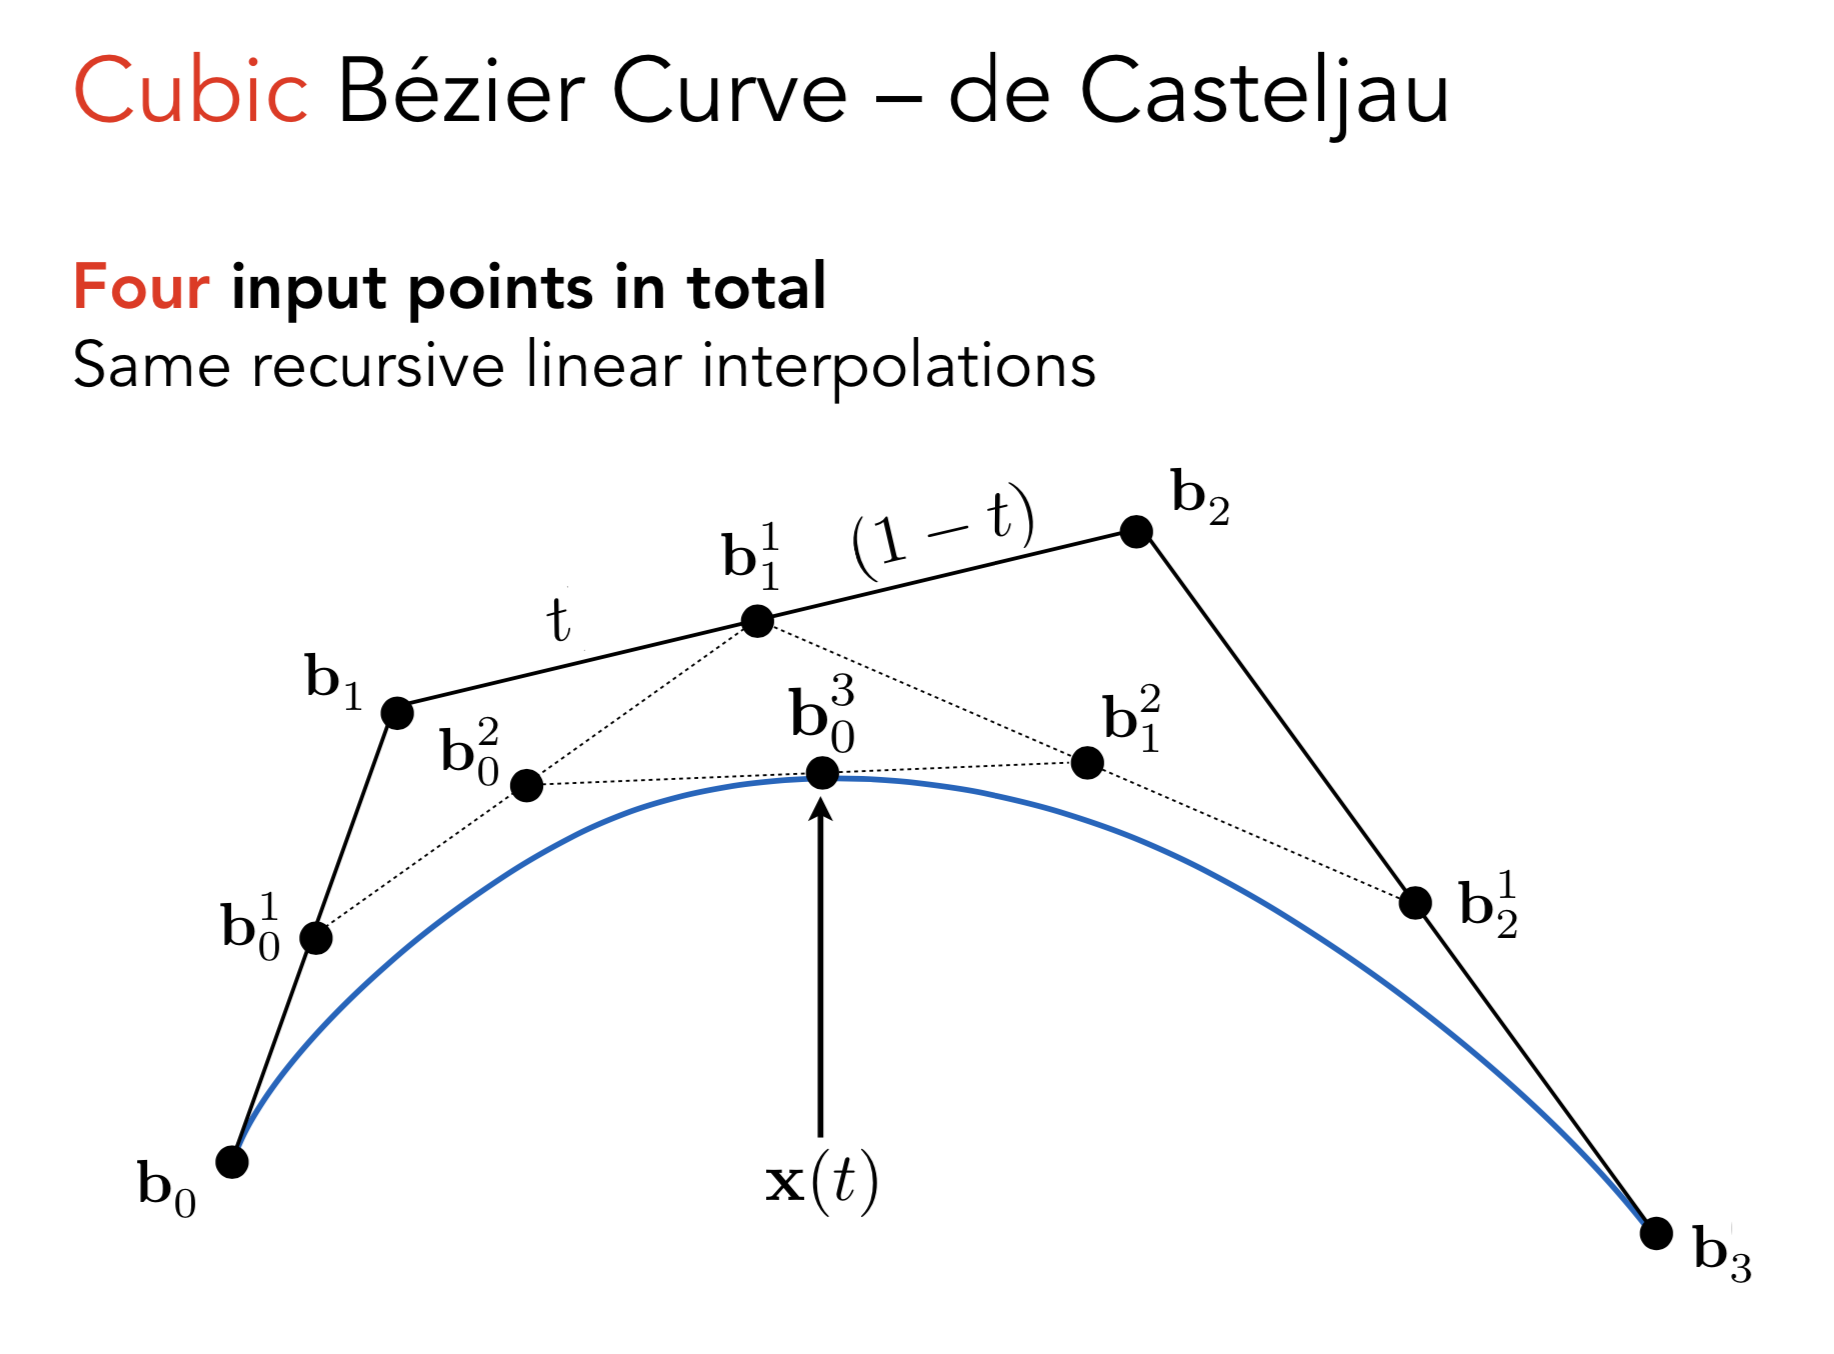 Cubic Bézier Curve – de Casteljau
Four input points in total
Same recursive linear interpolations
b₂
(1 − t)
b₁¹
t
b₁
b₀³
b₁²
b₀²
b₂¹
b₀¹
x(t)
b₀
b₃